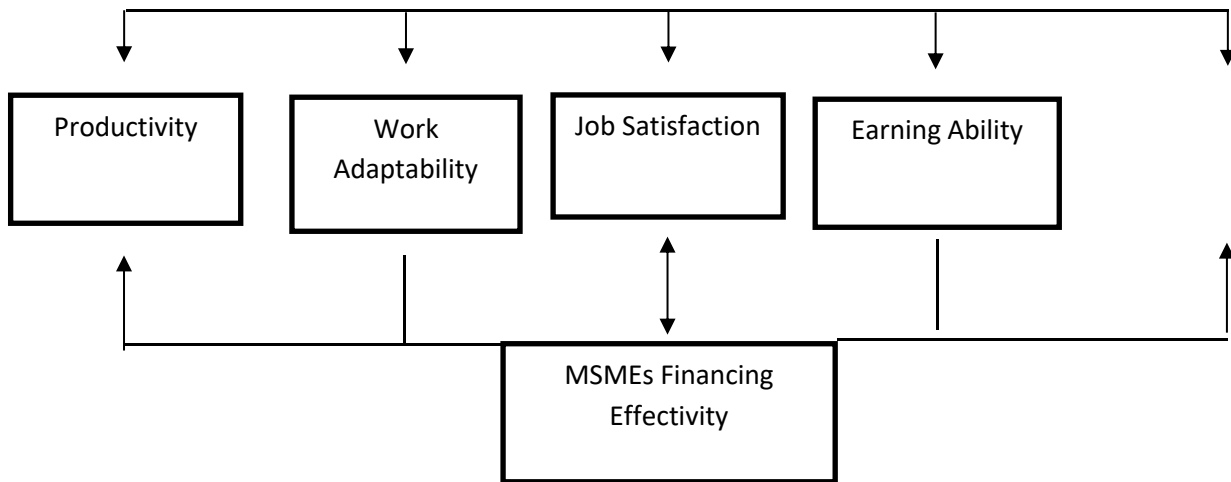 Productivity
Work
Adaptability
Job Satisfaction
Earning Ability
MSMEs Financing
Effectivity